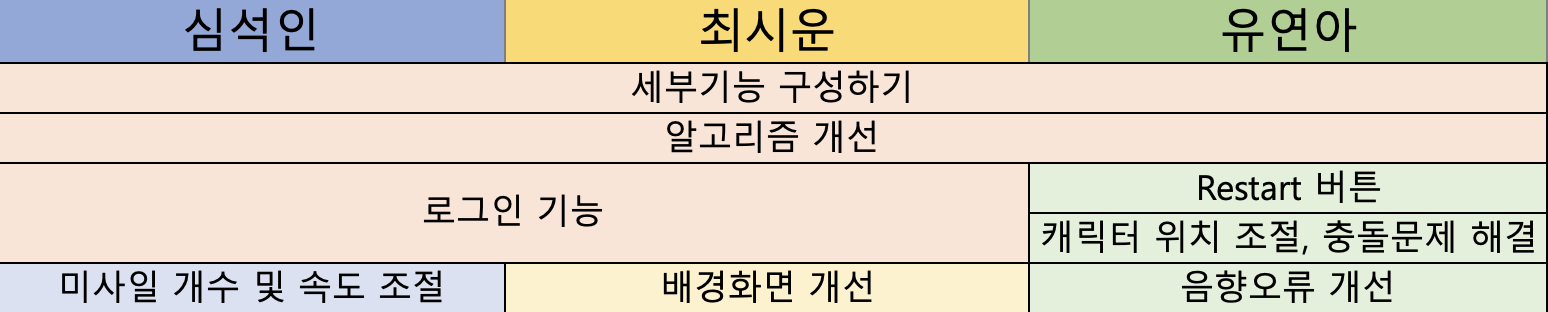 심석인 최시운 유연아
세부기능 구성하기
알고리즘 개선
로그인 기능
Restart 버튼
캐릭터 위치 조절, 충돌문제 해결
미사일 개수 및 속도 조절 배경화면 개선 음향오류 개선